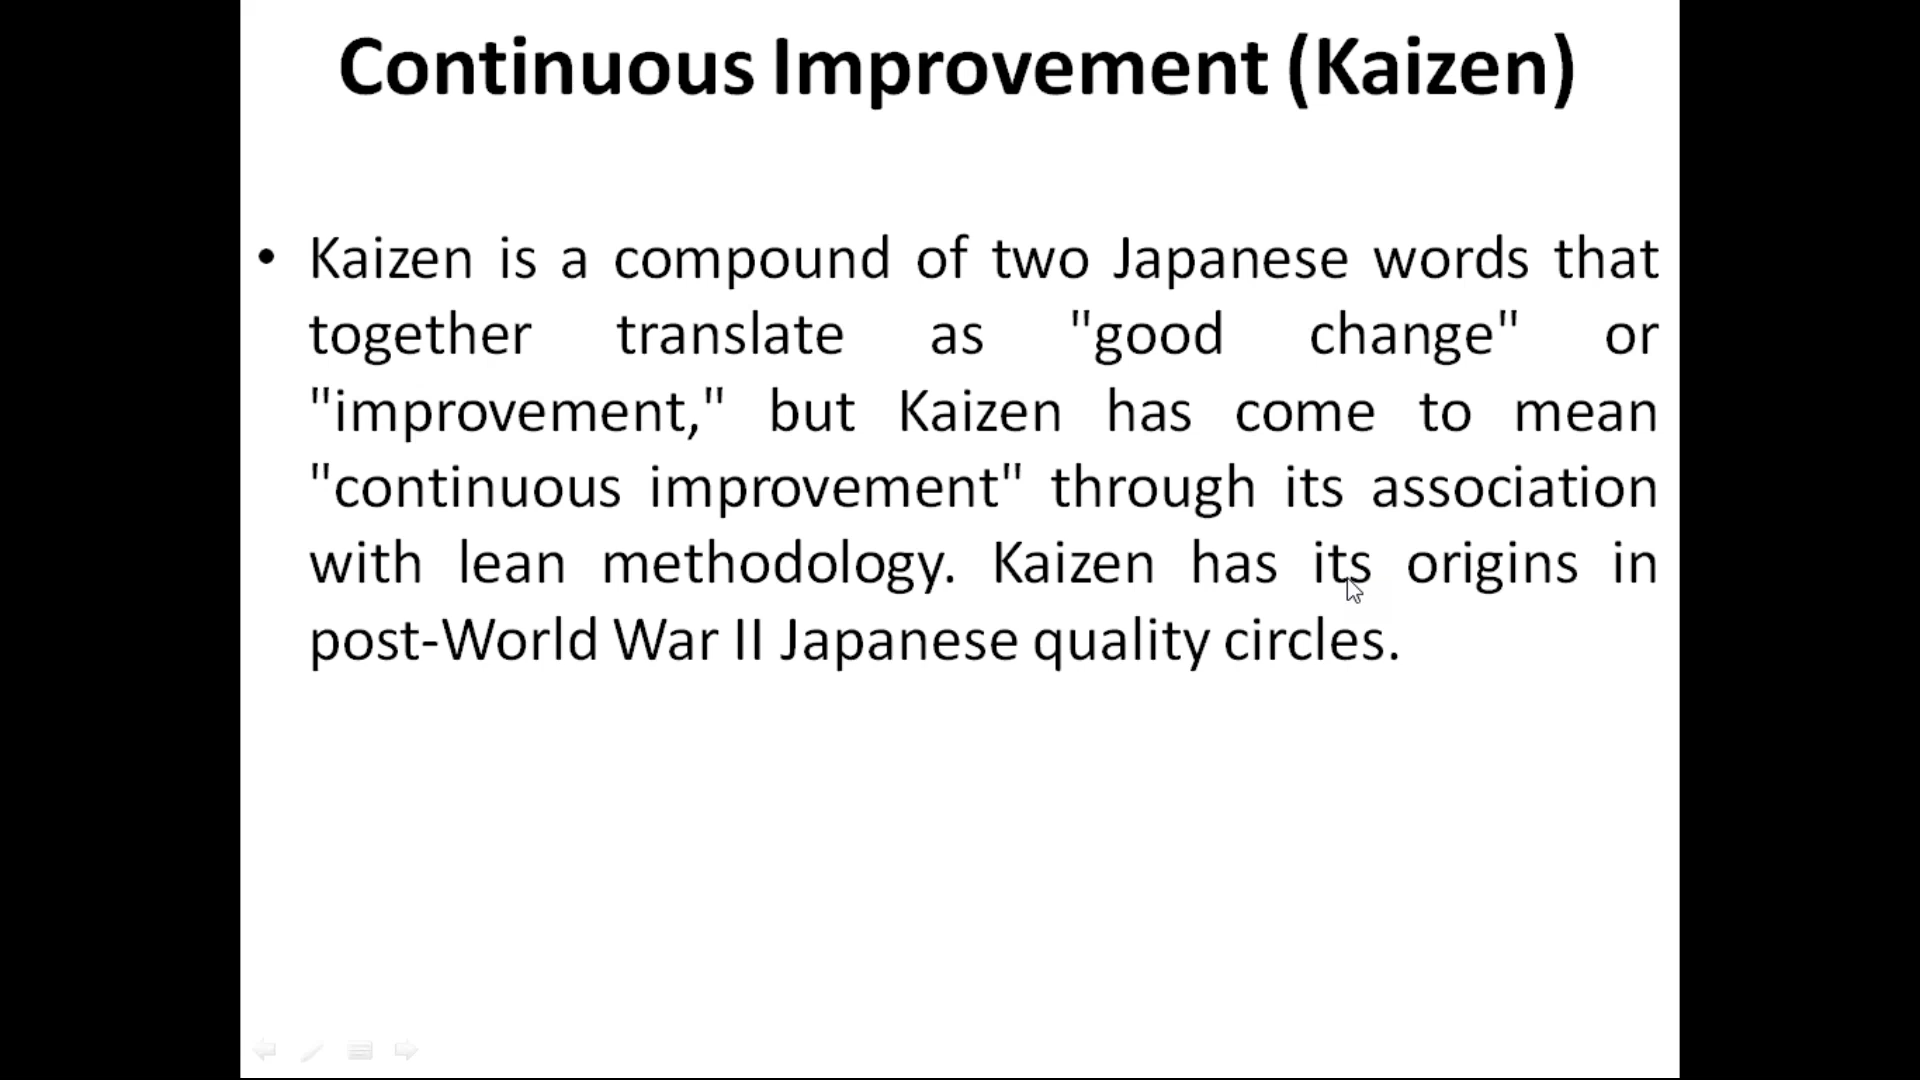 Continuous Improvement (Kaizen)
• Kaizen is a compound of two Japanese words that
together translate as "good change" or
"improvement," but Kaizen has come to mean
"continuous improvement" through its association
with lean methodology. Kaizen has its origins in
post-World War II Japanese quality circles.